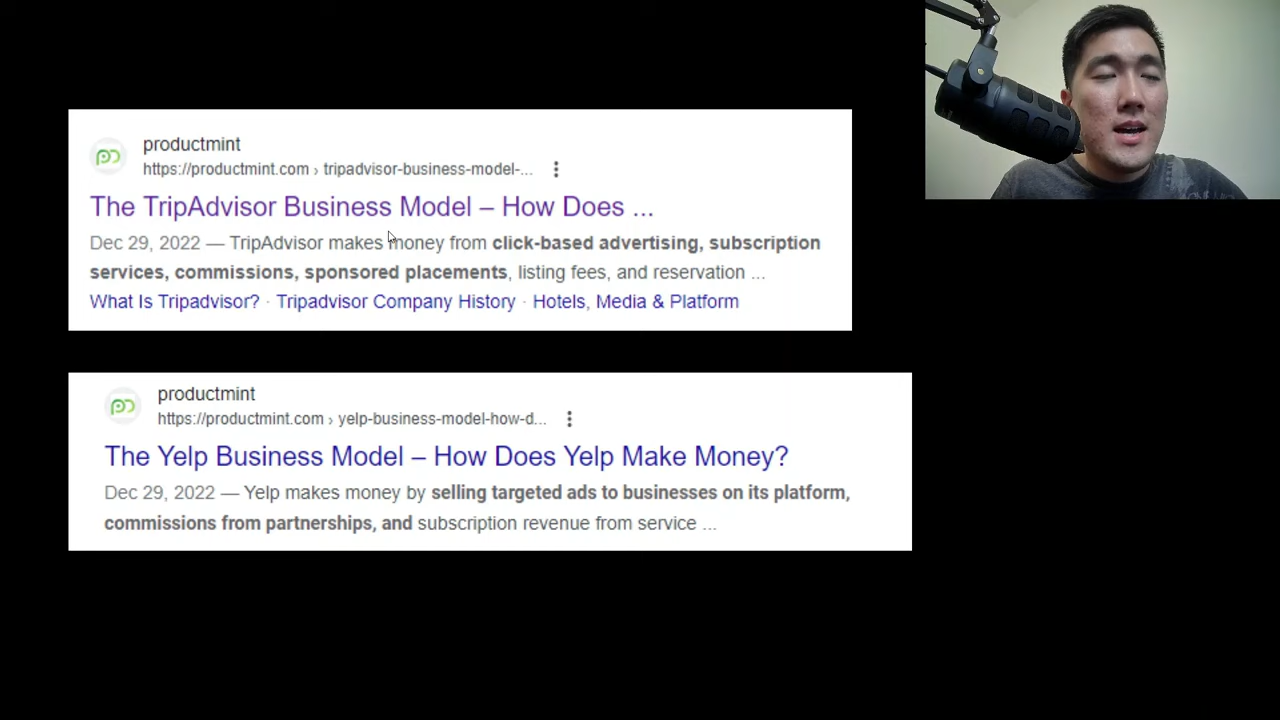 productmint
https://productmint.com › tripadvisor-business-model-...
The TripAdvisor Business Model – How Does ...
Dec 29, 2022 — TripAdvisor makes money from click-based advertising, subscription
services, commissions, sponsored placements, listing fees, and reservation ...
What Is Tripadvisor? · Tripadvisor Company History · Hotels, Media & Platform
productmint
https://productmint.com › yelp-business-model-how-d...
The Yelp Business Model – How Does Yelp Make Money?
Dec 29, 2022 — Yelp makes money by selling targeted ads to businesses on its platform,
commissions from partnerships, and subscription revenue from service ...